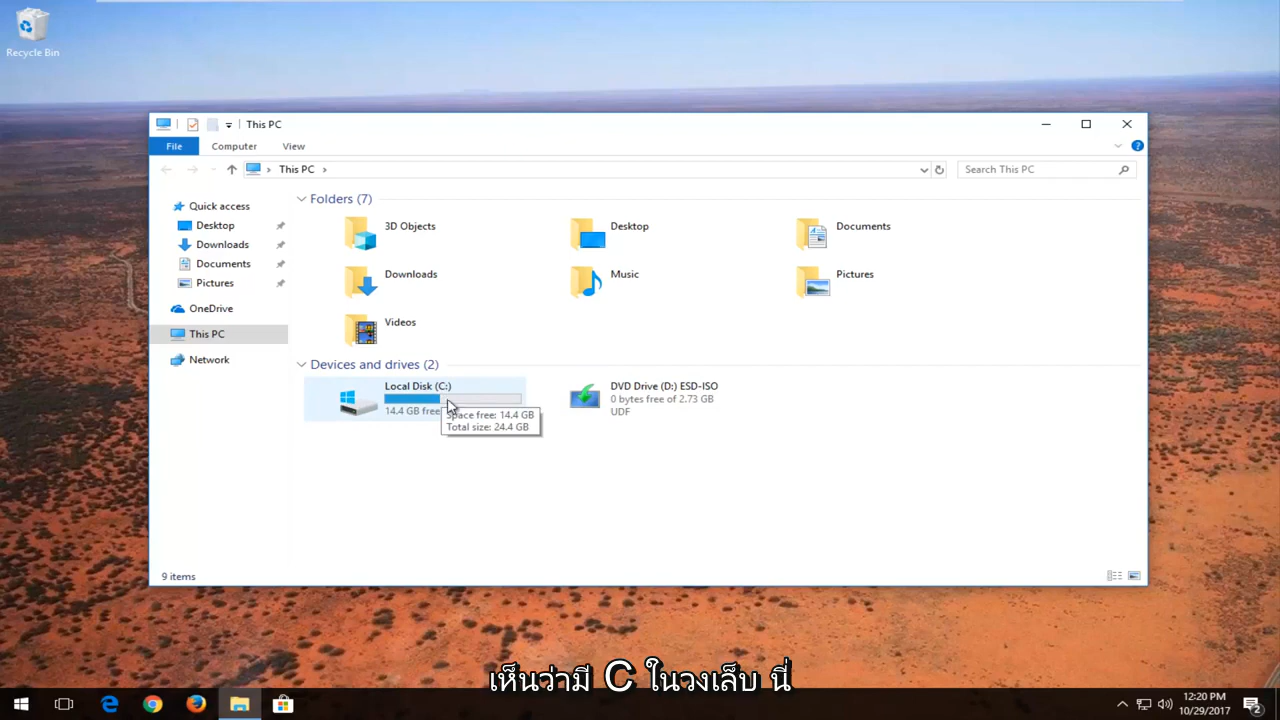 Recycle Bin
This PC
File
Computer
View
This PC
Search This PC
Quick access
Desktop
Downloads
Documents
Pictures
OneDrive
This PC
Network
Folders (7)
3D Objects
Desktop
Documents
Downloads
Music
Pictures
Videos
Devices and drives (2)
Local Disk (C:)
14.4 GB free
Space free: 14.4 GB
Total size: 24.4 GB
DVD Drive (D:) ESD-ISO
0 bytes free of 2.73 GB
UDF
9 items
เห็นว่ามี C ในวงเล็บ นี่
12:20 PM
10/29/2017
2